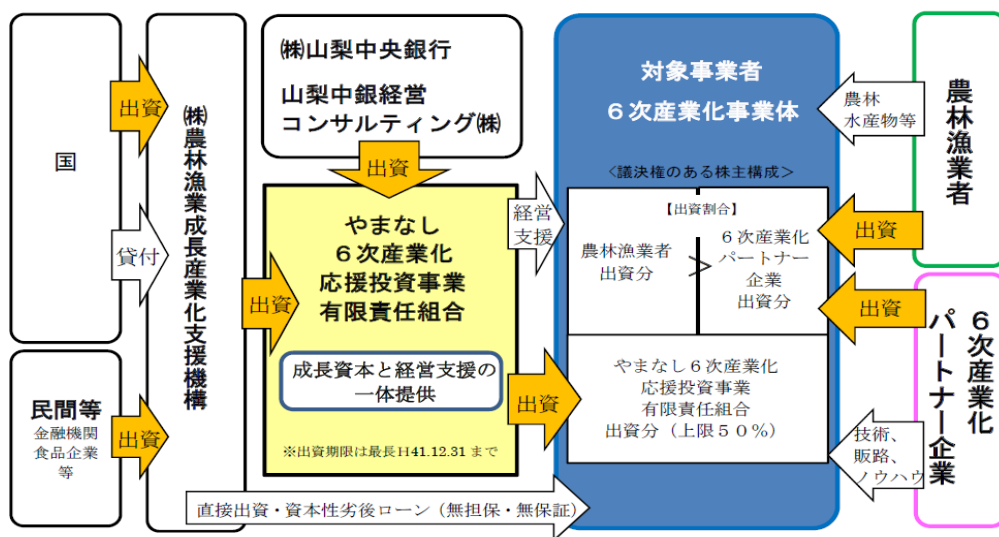 国
出資
貸付
民間等
金融機関
食品企業
等
出資
㈱農林漁業成長産業化支援機構
㈱山梨中央銀行
山梨中銀経営
コンサルティング㈱
出資
出資
やまなし
６次産業化
応援投資事業
有限責任組合
成長資本と経営支援の
一体提供
※出資期限は最長H41.12.31 まで
経営
支援
出資
直接出資・資本性劣後ローン（無担保・無保証）
対象事業者
６次産業化事業体
<議決権のある株主構成>
【出資割合】
農林漁業者
出資分
＞
６次産業化
パートナー
企業
出資分
やまなし６次産業化
応援投資事業
有限責任組合
出資分（上限５０％）
農林
水産物等
出資
出資
技術、
販路、
ノウハウ
農林漁業者
６次産業化
パートナー企業